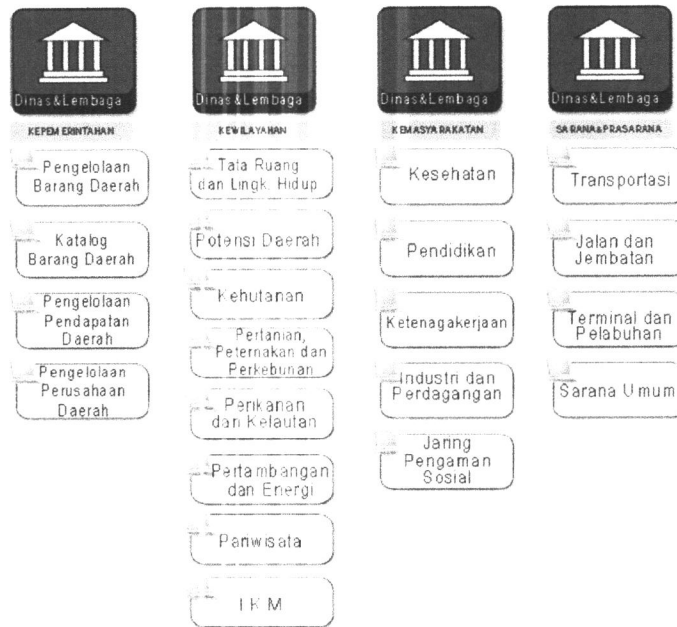 Dinas&Lembaga
KEPEMERINTAHAN
Pengelolaan
Barang Daerah
Katalog
Barang Daerah
Pengelolaan
Pendapatan
Daerah
Pengelolaan
Perusahaan
Daerah
Dinas&Lembaga
KEWILAYAHAN
Tata Ruang
dan Lingk. Hidup
Potensi Daerah
Kehutanan
Pertanian,
Peternakan dan
Perkebunan
Perikanan
dan Kelautan
Pertambangan
dan Energi
Pariwisata
IKM
Dinas&Lembaga
KEMASYARAKATAN
Kesehatan
Pendidikan
Ketenagakerjaan
Industri dan
Perdagangan
Jaring
Pengaman
Sosial
Dinas&Lembaga
SARANA&PRASARANA
Transportasi
Jalan dan
Jembatan
Terminal dan
Pelabuhan
Sarana Umum